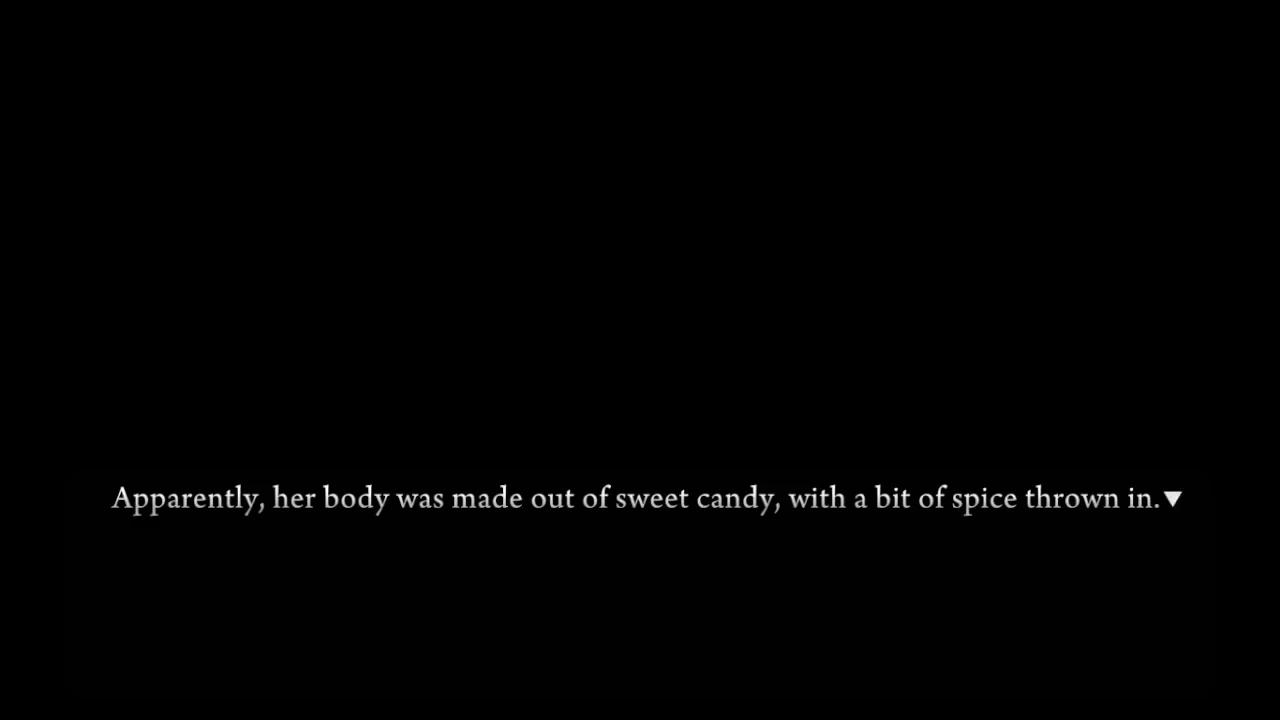 Apparently, her body was made out of sweet candy, with a bit of spice thrown in.▼